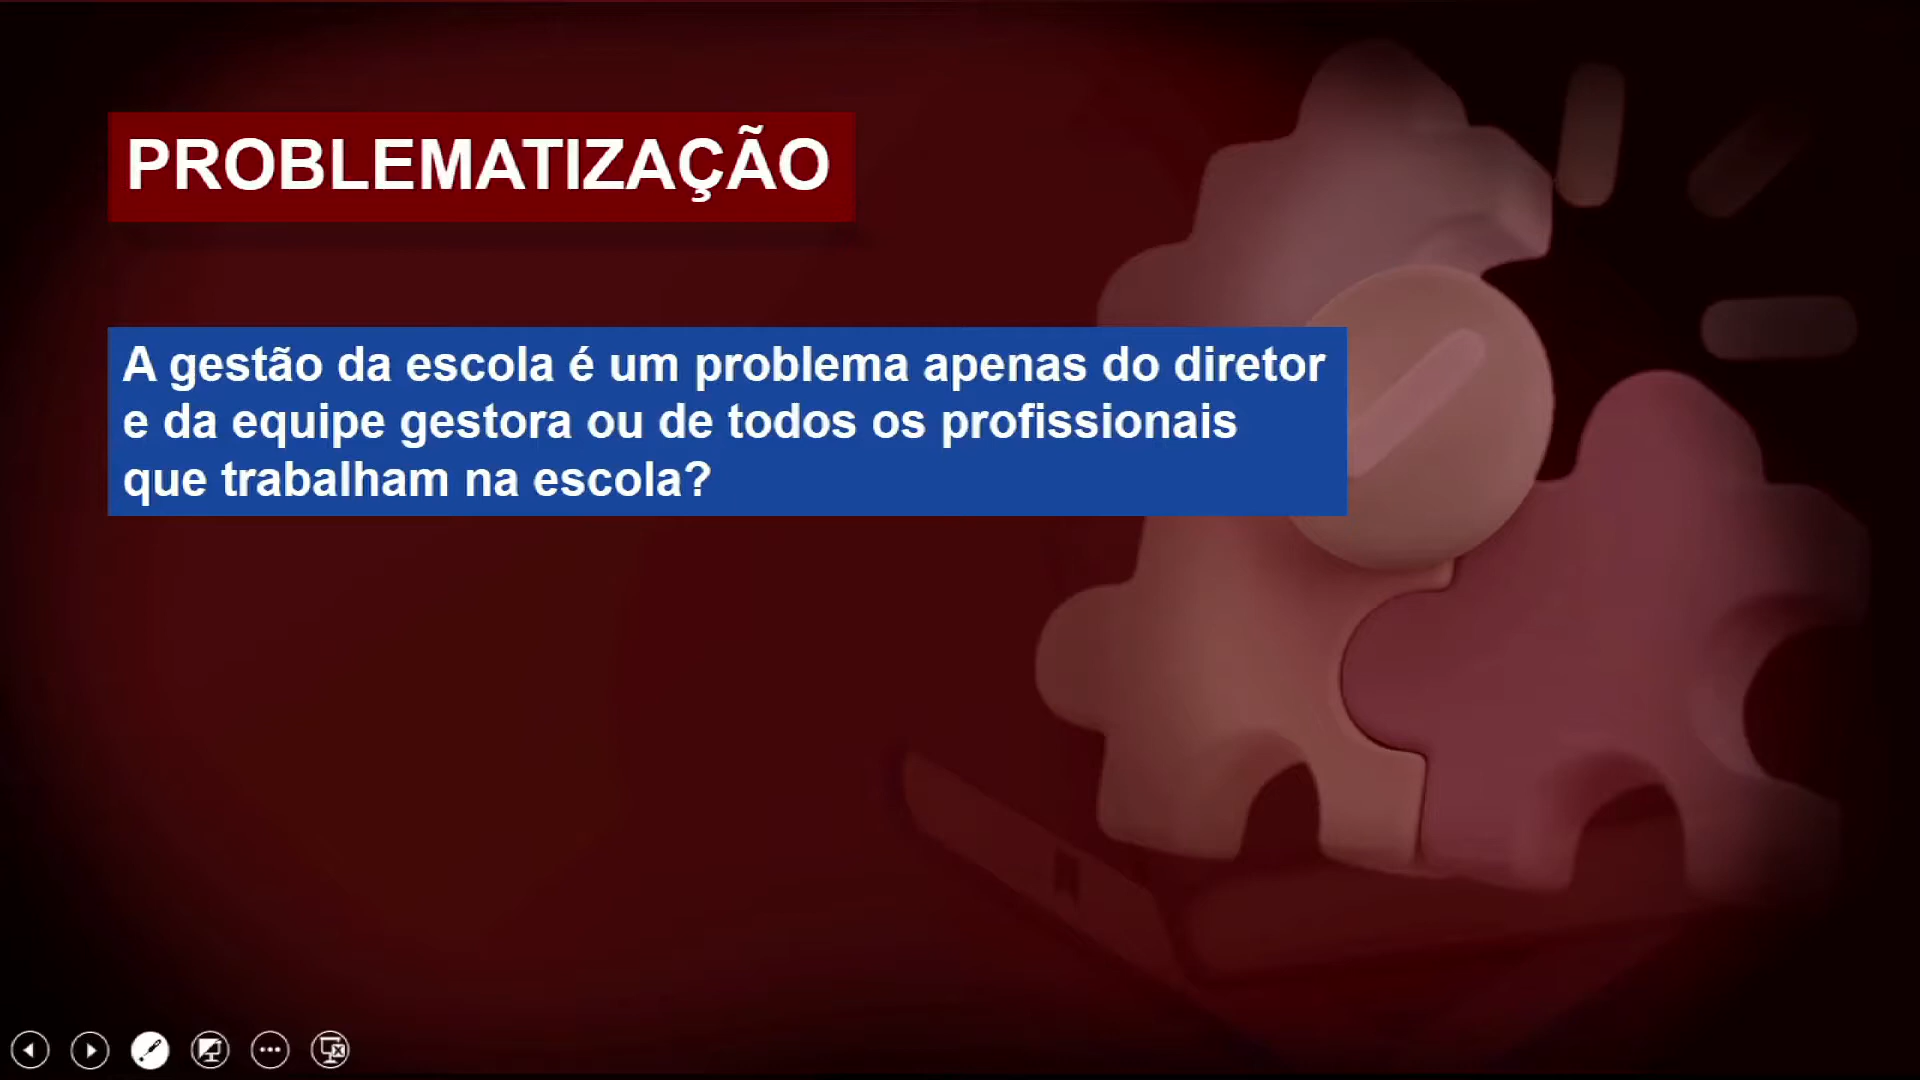 PROBLEMATIZAÇÃO
A gestão da escola é um problema apenas do diretor
e da equipe gestora ou de todos os profissionais
que trabalham na escola?